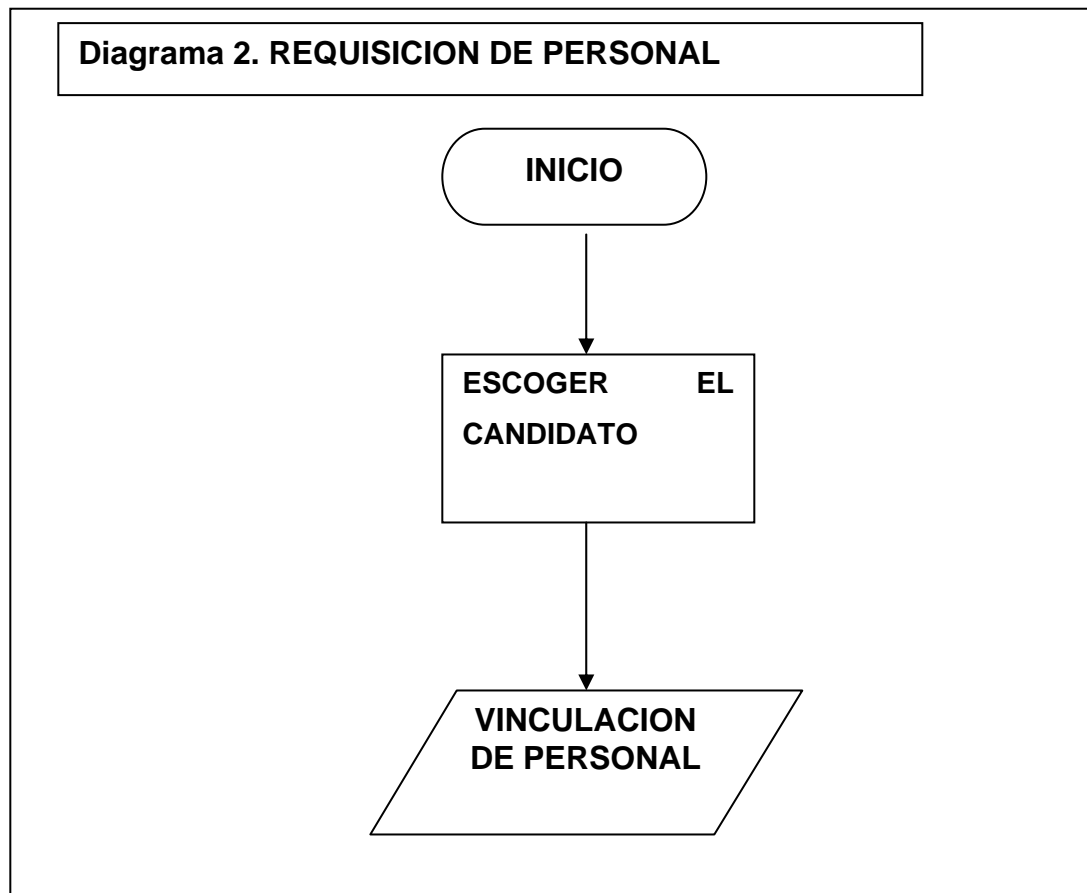 Diagrama 2. REQUISICION DE PERSONAL
INICIO
ESCOGER EL
CANDIDATO
VINCULACION
DE PERSONAL